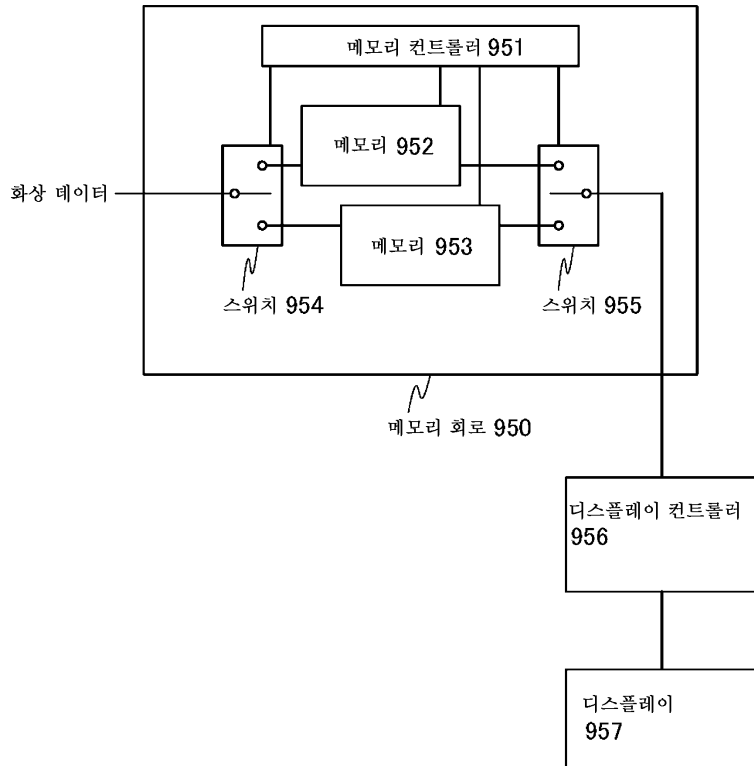 메모리 컨트롤러 951
메모리 952
화상 데이터
메모리 953
스위치 954
스위치 955
메모리 회로 950
디스플레이 컨트롤러
956
디스플레이
957